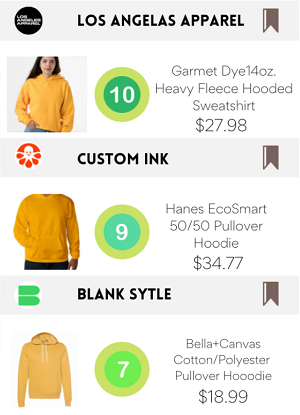 LOS ANGELAS APPAREL
LOS
ANGELES
APPAREL
10
Garmet Dye14oz.
Heavy Fleece Hooded
Sweatshirt
$27.98
CUSTOM INK
9
Hanes EcoSmart
50/50 Pullover
Hoodie
$34.77
BLANK SYTLE
7
Bella+Canvas
Cotton/Polyester
Pullover Hooodie
$18.99